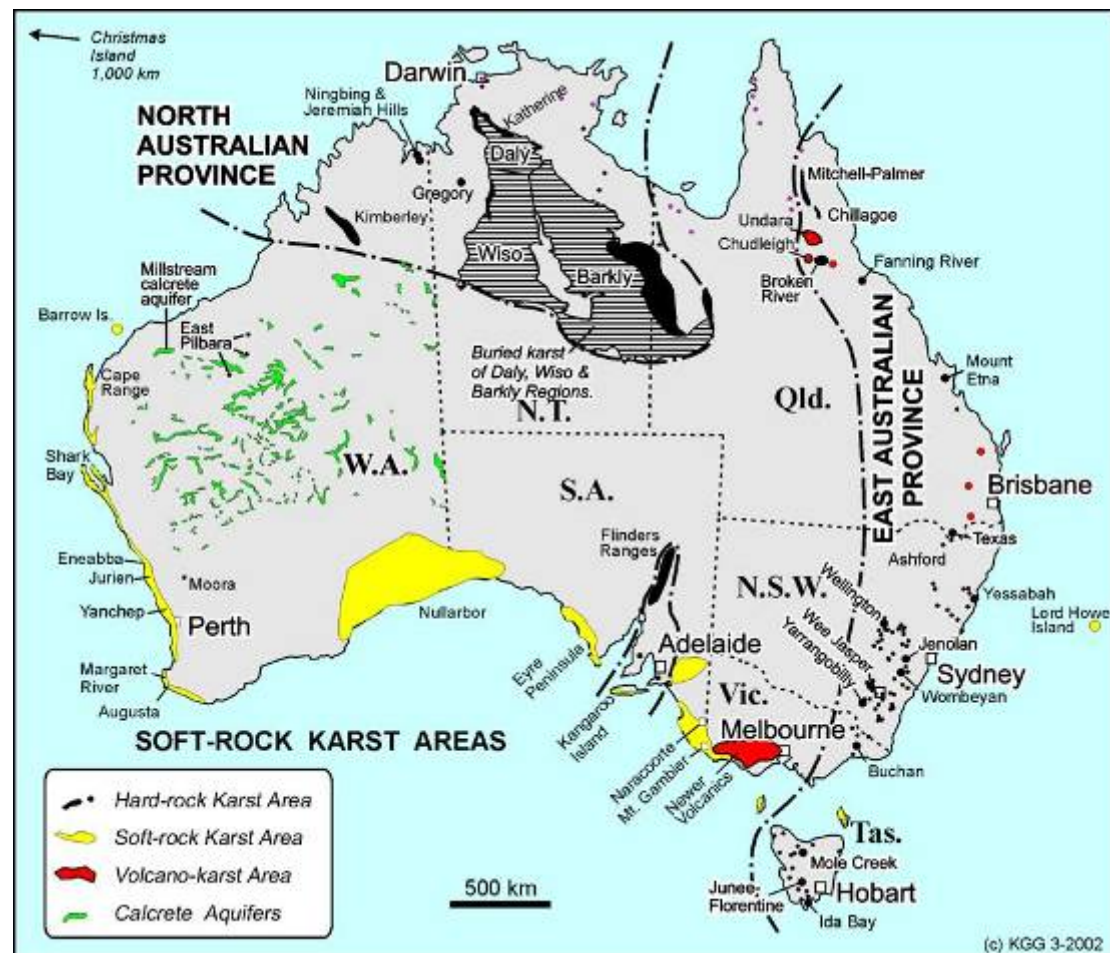 Christmas
Island
1,000 km
Darwin
Ningbing &
Jeremiah Hills
Katherine
NORTH
AUSTRALIAN
PROVINCE
Daly
Mitchell-Palmer
Gregory
Kimberley
Chillagoe
Undara
Chudleigh
Wiso
Barkly
Broken
River
Fanning River
Millstream
calcrete
aquifer
Barrow Is.
East
Pilbara
Buried karst
of Daly, Wiso &
Barkly Regions.
Cape
Range
Mount
Etna
N.T.
Qld.
EAST AUSTRALIAN
PROVINCE
Shark
Bay
W.A.
S.A.
Brisbane
Flinders
Ranges
Texas
Ashford
Eneabba
Jurien
Moora
N.S.W.
Wellington
Yessabah
Yanchep
Perth
Nullarbor
Lord Howe
Island
Wee Jasper
Yarrangobilly
Jenolan
Adelaide
Sydney
Eyre
Peninsula
Margaret
River
Augusta
Wombeyan
Vic.
Kangaroo
Island
Melbourne
SOFT-ROCK KARST AREAS
Naracoorte
Mt. Gambier
Newer
Volcanics
Buchan
Hard-rock Karst Area
Soft-rock Karst Area
Volcano-karst Area
Calcrete Aquifers
500 km
Tas.
Mole Creek
Junee-
Florentine
Hobart
Ida Bay
(c) KGG 3-2002